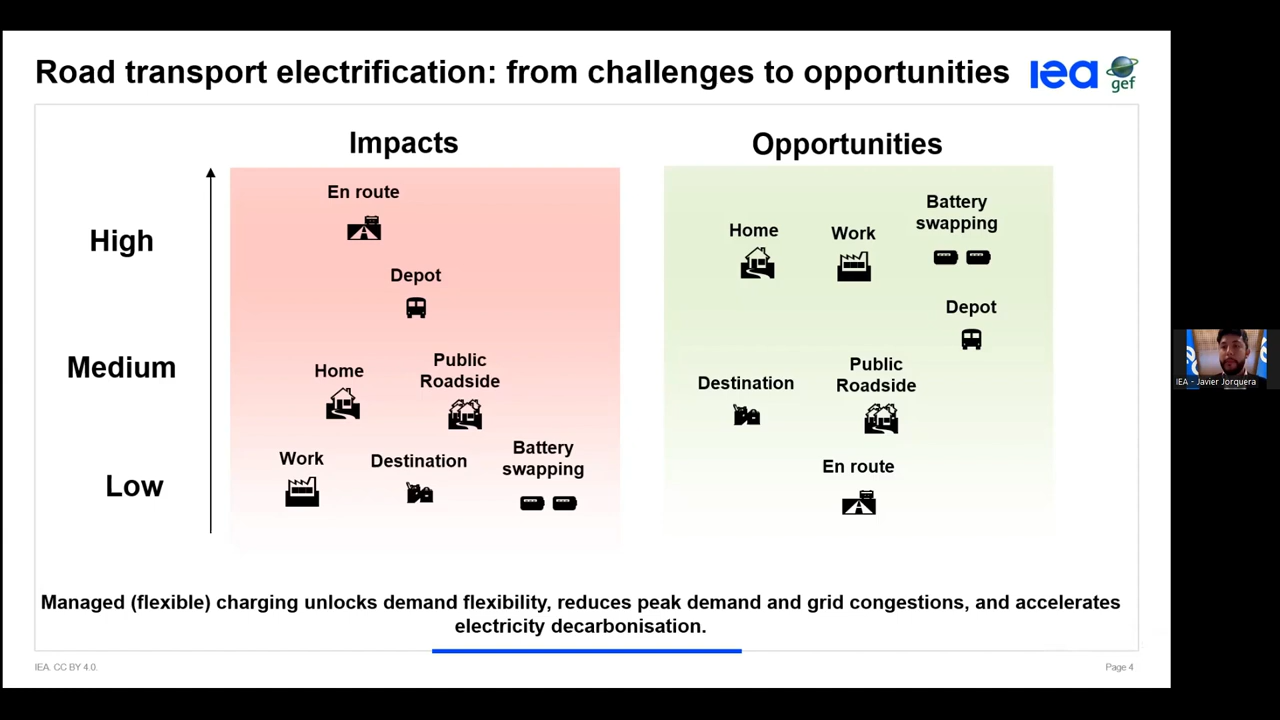 Road transport electrification: from challenges to opportunities
iea
gef
Impacts
Opportunities
High
Medium
Low
En route
Depot
Home
Public
Roadside
Work
Destination
Battery
swapping
Home
Work
Battery
swapping
Depot
Destination
Public
Roadside
En route
Managed (flexible) charging unlocks demand flexibility, reduces peak demand and grid congestions, and accelerates
electricity decarbonisation.
IEA. CC BY 4.0.
Page 4
IEA - Javier Jorquera